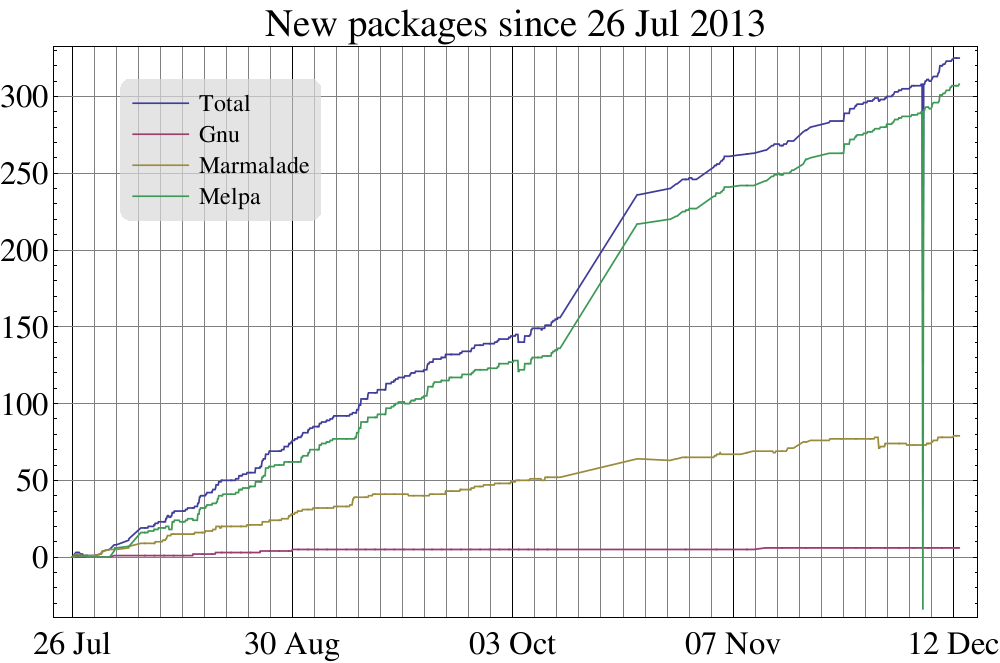 New packages since 26 Jul 2013
Total
Gnu
Marmalade
Melpa
300
250
200
150
100
50
0
26 Jul 30 Aug 03 Oct 07 Nov 12 Dec